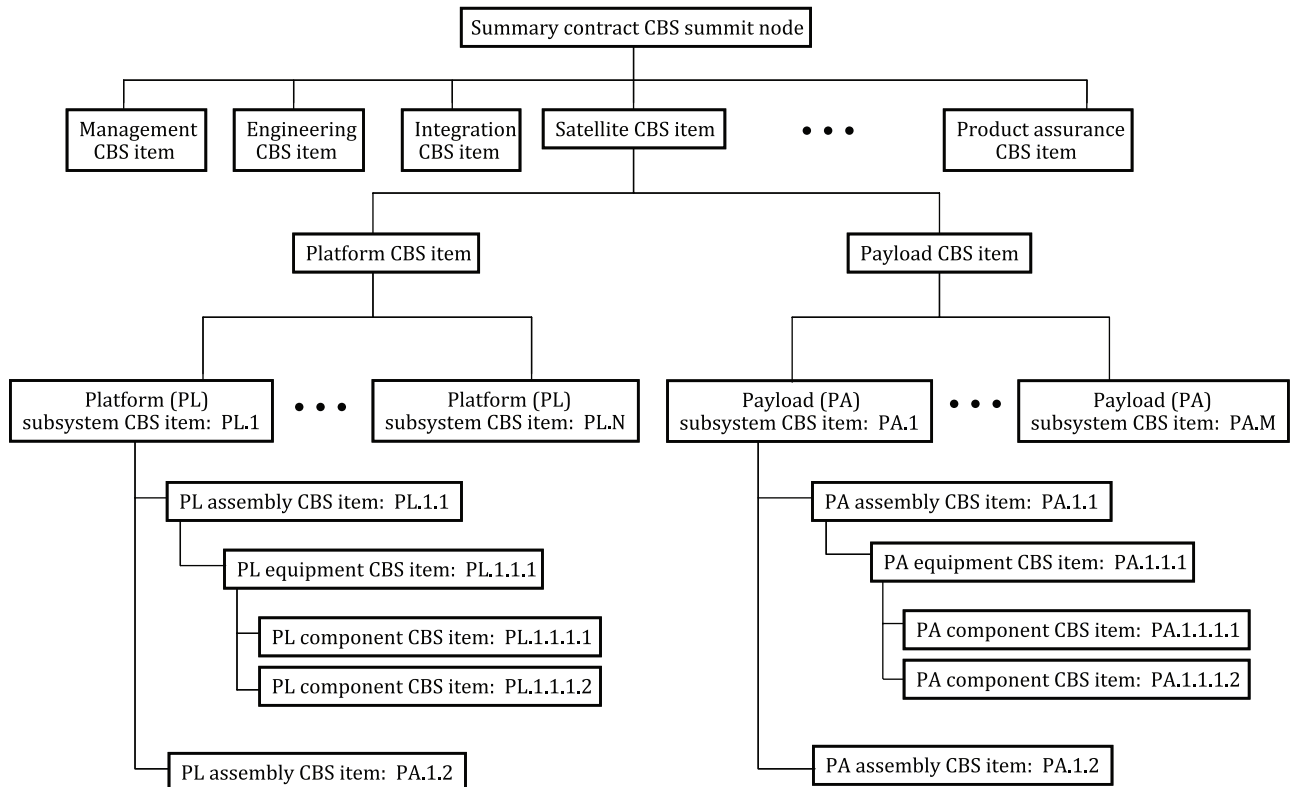 Summary contract CBS summit node
Management
CBS item
Engineering
CBS item
Integration
CBS item
Satellite CBS item
• • •
Product assurance
CBS item
Platform CBS item
Payload CBS item
Platform (PL)
subsystem CBS item: PL.1
• • •
Platform (PL)
subsystem CBS item: PL.N
Payload (PA)
subsystem CBS item: PA.1
• • •
Payload (PA)
subsystem CBS item: PA.M
PL assembly CBS item: PL.1.1
PL equipment CBS item: PL.1.1.1
PL component CBS item: PL.1.1.1.1
PL component CBS item: PL.1.1.1.2
PL assembly CBS item: PA.1.2
PA assembly CBS item: PA.1.1
PA equipment CBS item: PA.1.1.1
PA component CBS item: PA.1.1.1.1
PA component CBS item: PA.1.1.1.2
PA assembly CBS item: PA.1.2